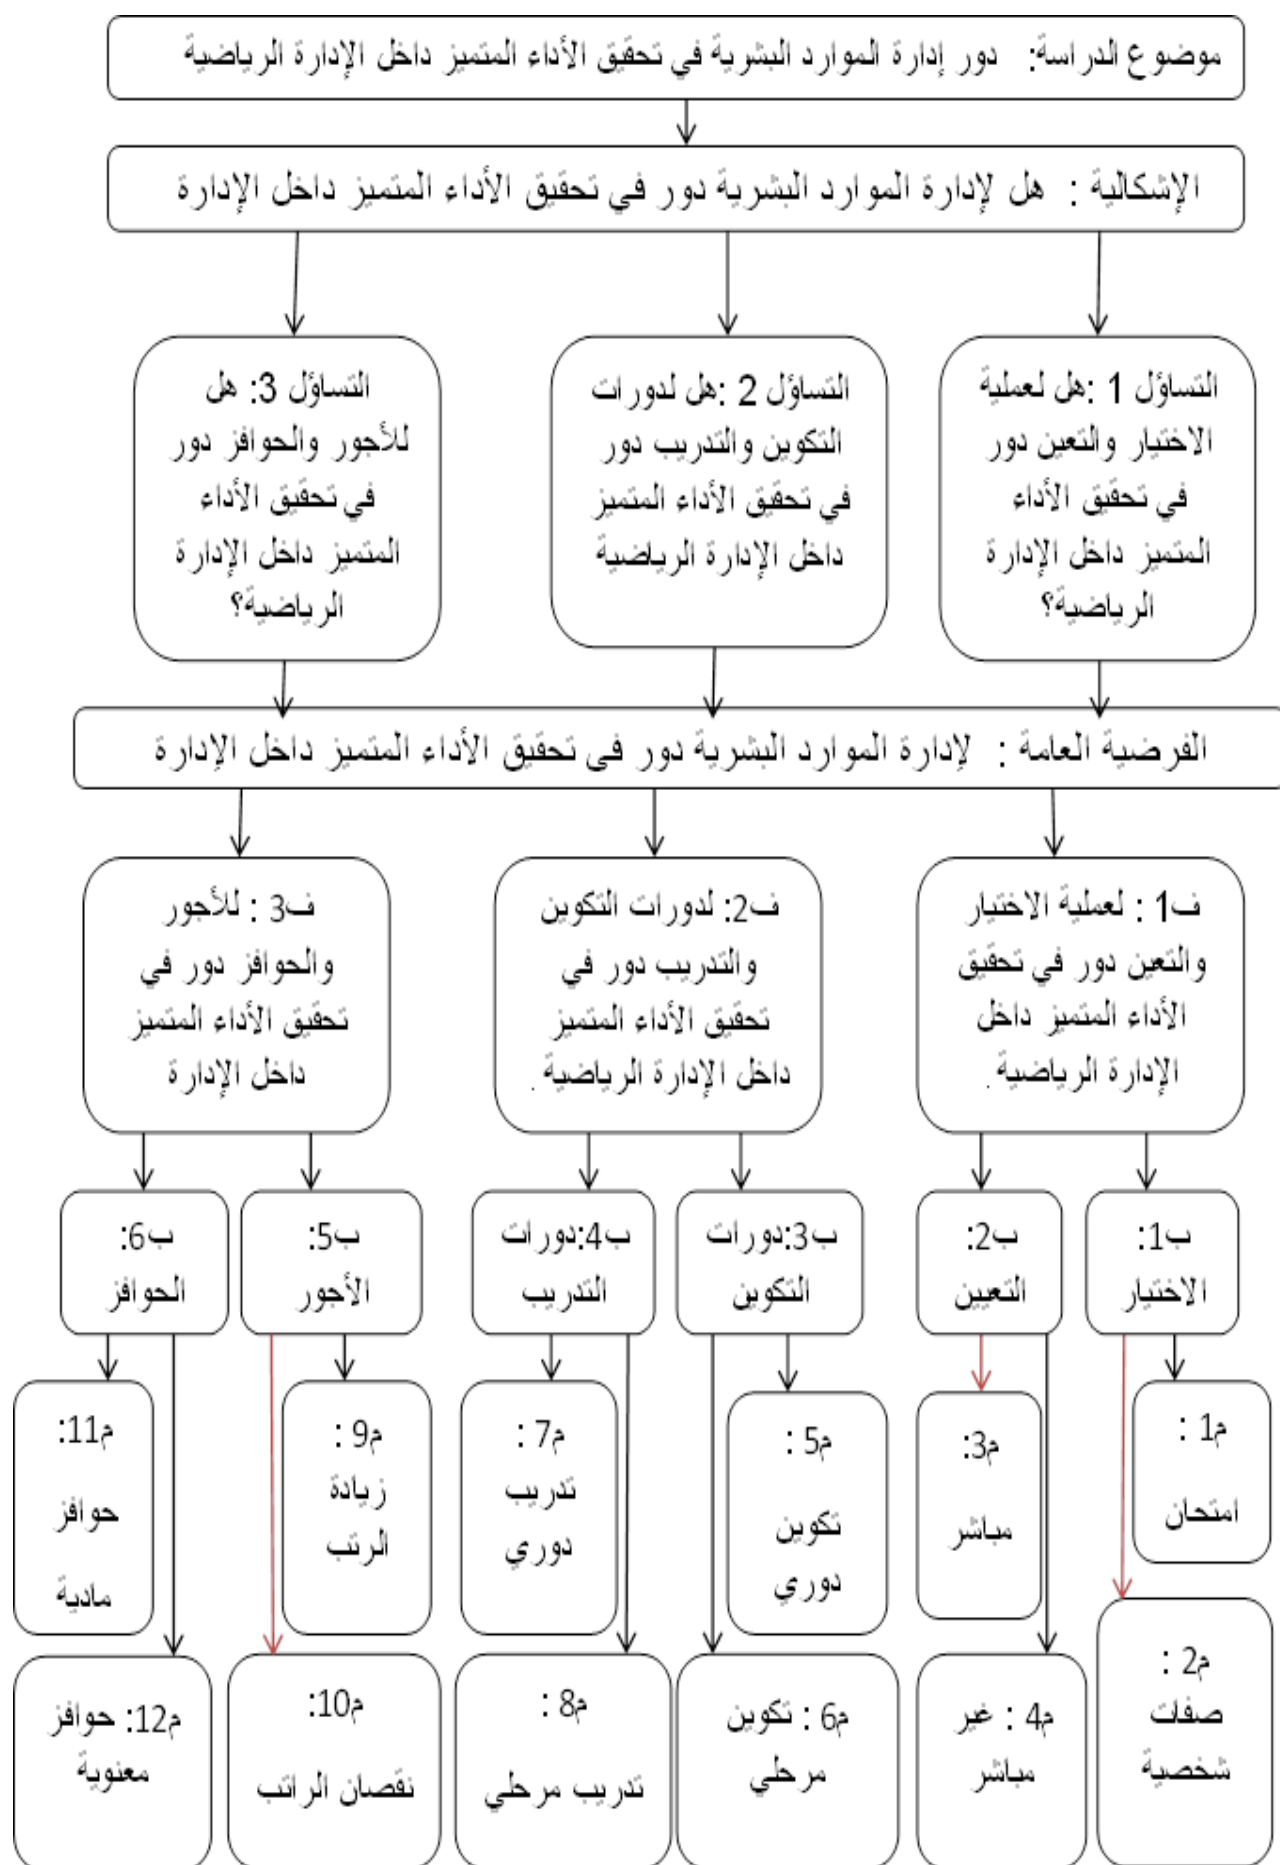 موضوع الدراسة: دور إدارة الموارد البشرية في تحقيق الأداء المتميز داخل الإدارة الرياضية
الإشكالية : هل لإدارة الموارد البشرية دور في تحقيق الأداء المتميز داخل الإدارة
التساؤل 1 :هل لعملية
الاختيار والتعين دور
في تحقيق الأداء
المتميز داخل الإدارة
الرياضية؟
التساؤل 2 :هل لدورات
التكوين والتدريب دور
في تحقيق الأداء المتميز
داخل الإدارة الرياضية
التساؤل 3: هل
للأجور والحوافز دور
في تحقيق الأداء
المتميز داخل الإدارة
الرياضية؟
الفرضية العامة : لإدارة الموارد البشرية دور في تحقيق الأداء المتميز داخل الإدارة
ف1 : لعملية الاختيار
والتعين دور في تحقيق
الأداء المتميز داخل
الإدارة الرياضية .
ف2: لدورات التكوين
والتدريب دور في
تحقيق الأداء المتميز
داخل الإدارة الرياضية .
ف3 : للأجور
والحوافز دور في
تحقيق الأداء المتميز
داخل الإدارة
ب1:
الاختيار
ب2:
التعيين
ب3:دورات
التكوين
ب4:دورات
التدريب
ب5:
الأجور
ب6:
الحوافز
م1 :
امتحان
م3:
مباشر
م5 :
تكوين
دوري
م7 :
تدريب
دوري
م9 :
زيادة
الرتب
م11:
حوافز
مادية
م2 :
صفات
شخصية
م4 : غير
مباشر
م6 : تكوين
مرحلي
م8 :
تدريب مرحلي
م10:
نقصان الراتب
م12: حوافز
معنوية